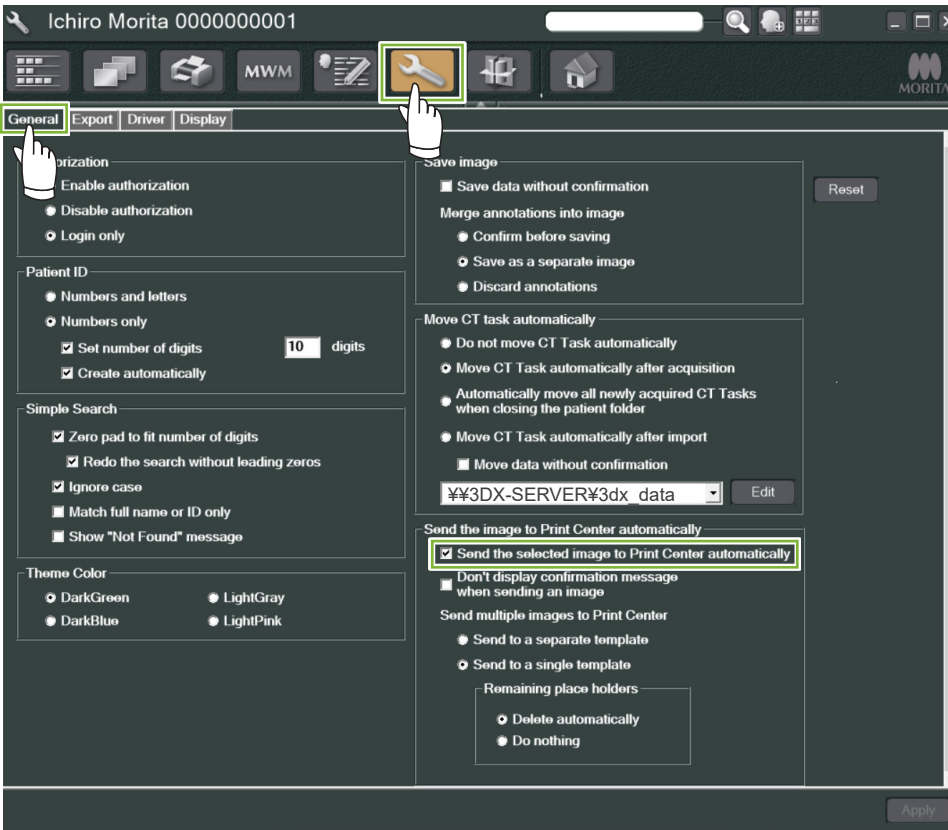 Ichiro Morita 0000000001
MWM
MORITA
General Export Driver Display
orization
Enable authorization
Disable authorization
Login only
Patient ID
Numbers and letters
Numbers only
Set number of digits 10 digits
Create automatically
Simple Search
Zero pad to fit number of digits
Redo the search without leading zeros
Ignore case
Match full name or ID only
Show "Not Found" message
Theme Color
DarkGreen LightGray
DarkBlue LightPink
Save image
Save data without confirmation
Merge annotations into image
Confirm before saving
Save as a separate image
Discard annotations
Move CT task automatically
Do not move CT Task automatically
Move CT Task automatically after acquisition
Automatically move all newly acquired CT Tasks
when closing the patient folder
Move CT Task automatically after import
Move data without confirmation
¥¥3DX-SERVER¥3dx_data Edit
Send the image to Print Center automatically
Send the selected image to Print Center automatically
Don't display confirmation message
when sending an image
Send multiple images to Print Center
Send to a separate template
Send to a single template
Remaining place holders
Delete automatically
Do nothing
Reset
Apply